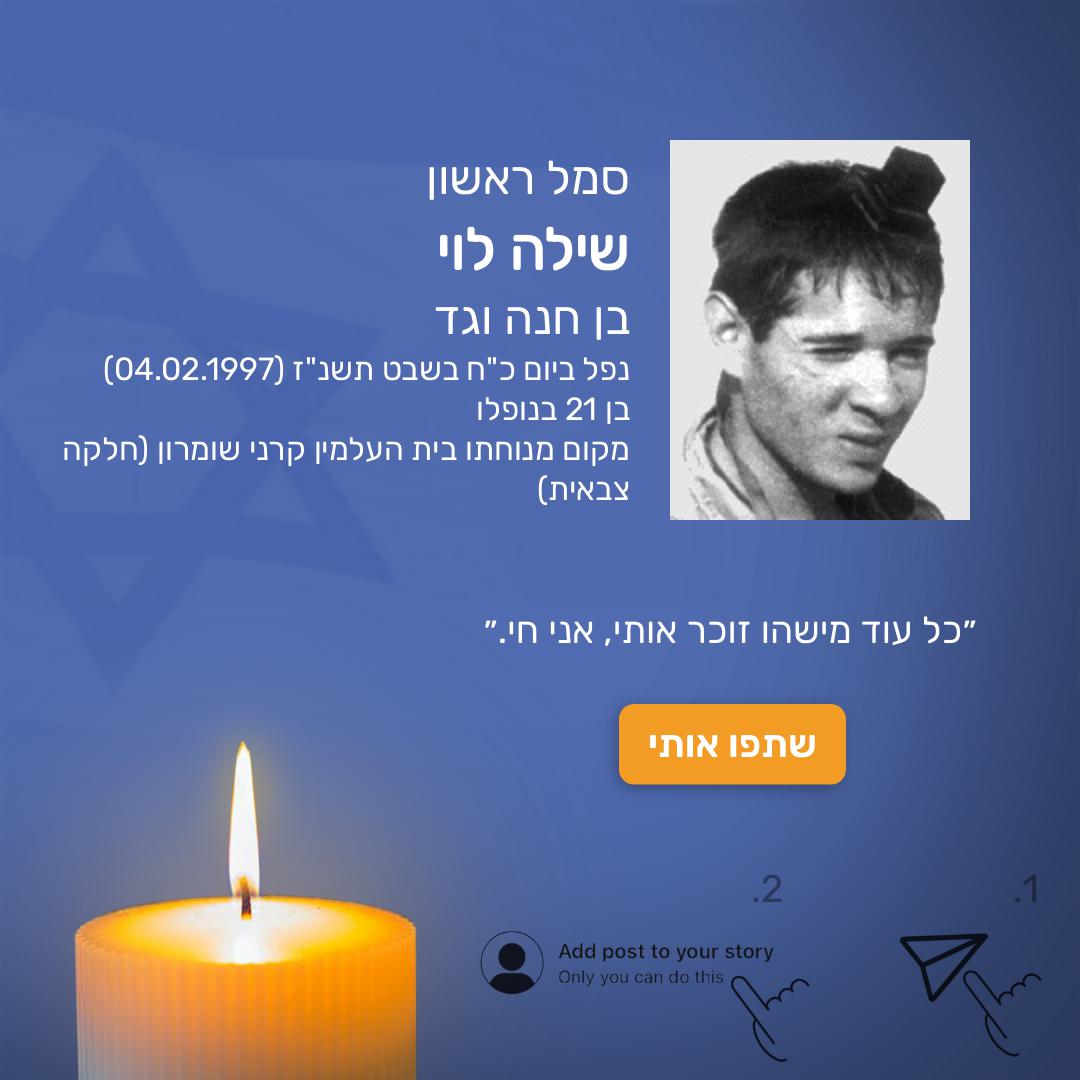 סמל ראשון
שילה לוי
בן חנה וגד
נפל ביום כ"ח בשבט תשנ"ז (04.02.1997)
בן 21 בנופלו
מקום מנוחתו בית העלמין קרני שומרון (חלקה
צבאית)
״כל עוד מישהו זוכר אותי, אני חי.״
שתפו אותי
.1
.2
Add post to your story
Only you can do this